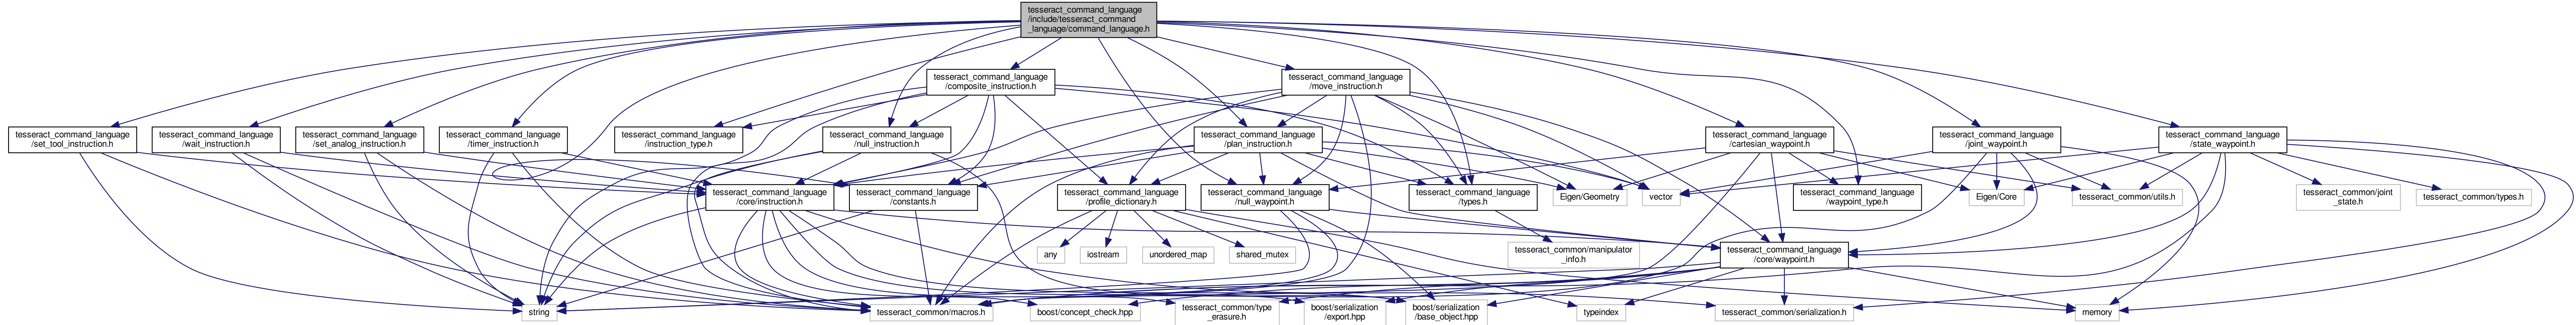 tesseract_command_language
/include/tesseract_command
_language/command_language.h
tesseract_command_language
/composite_instruction.h
tesseract_command_language
/move_instruction.h
tesseract_command_language
/set_tool_instruction.h
tesseract_command_language
/wait_instruction.h
tesseract_command_language
/set_analog_instruction.h
tesseract_command_language
/timer_instruction.h
tesseract_command_language
/instruction_type.h
tesseract_command_language
/null_instruction.h
tesseract_command_language
/plan_instruction.h
tesseract_command_language
/cartesian_waypoint.h
tesseract_command_language
/joint_waypoint.h
tesseract_command_language
/state_waypoint.h
tesseract_command_language
/core/instruction.h
tesseract_command_language
/constants.h
tesseract_command_language
/profile_dictionary.h
tesseract_command_language
/null_waypoint.h
tesseract_command_language
/types.h
Eigen/Geometry
vector
tesseract_command_language
/waypoint_type.h
Eigen/Core
tesseract_common/utils.h
tesseract_common/joint
_state.h
tesseract_common/types.h
any
iostream
unordered_map
shared_mutex
tesseract_common/manipulator
_info.h
tesseract_command_language
/core/waypoint.h
string
tesseract_common/macros.h
boost/concept_check.hpp
tesseract_common/type
_erasure.h
boost/serialization
/export.hpp
boost/serialization
/base_object.hpp
typeindex
tesseract_common/serialization.h
memory